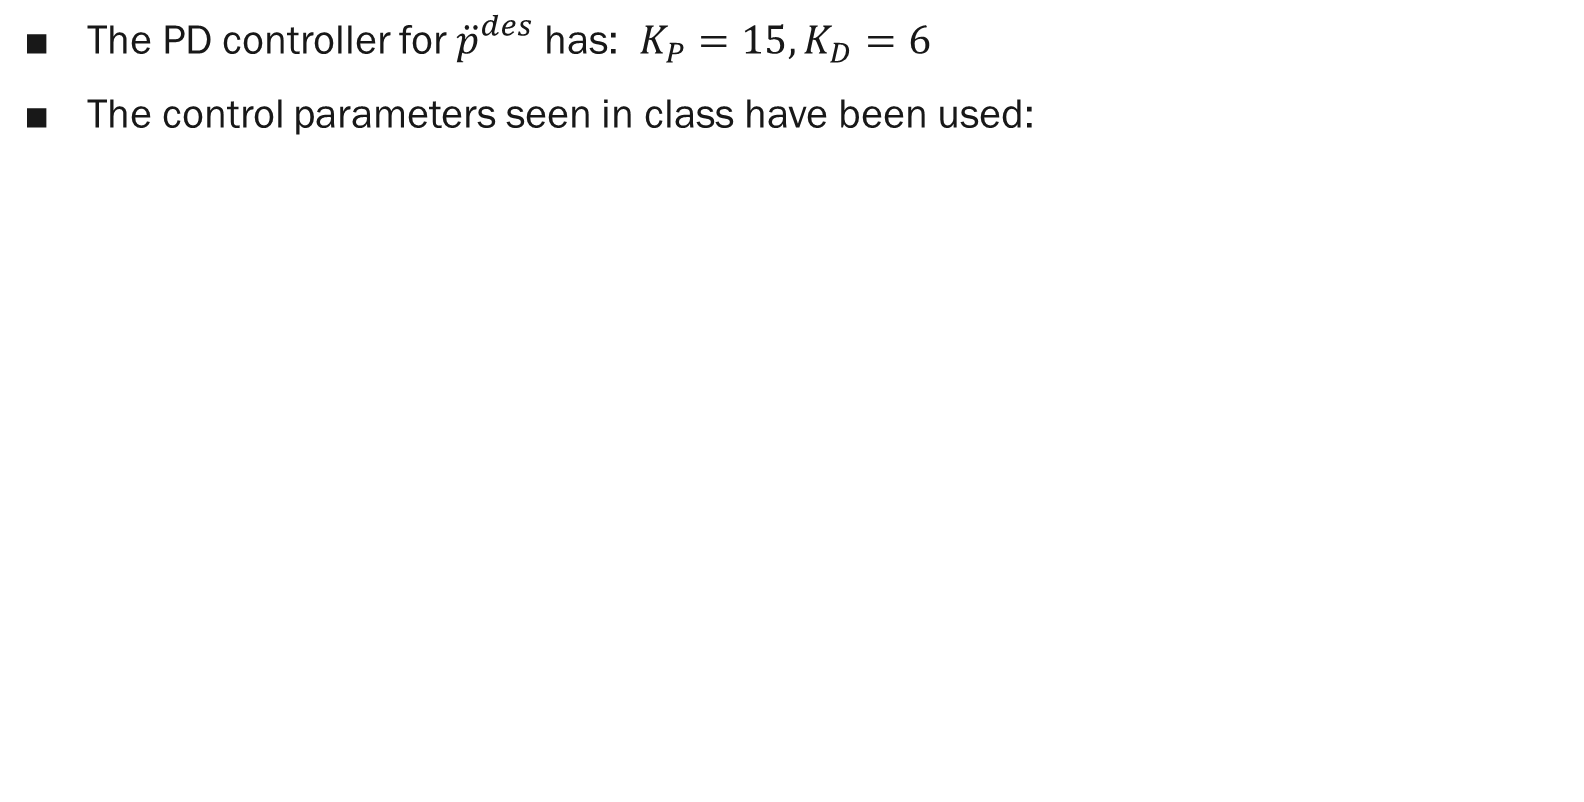 ▪ The PD controller for p̈^{des} has: K_P = 15, K_D = 6
▪ The control parameters seen in class have been used: